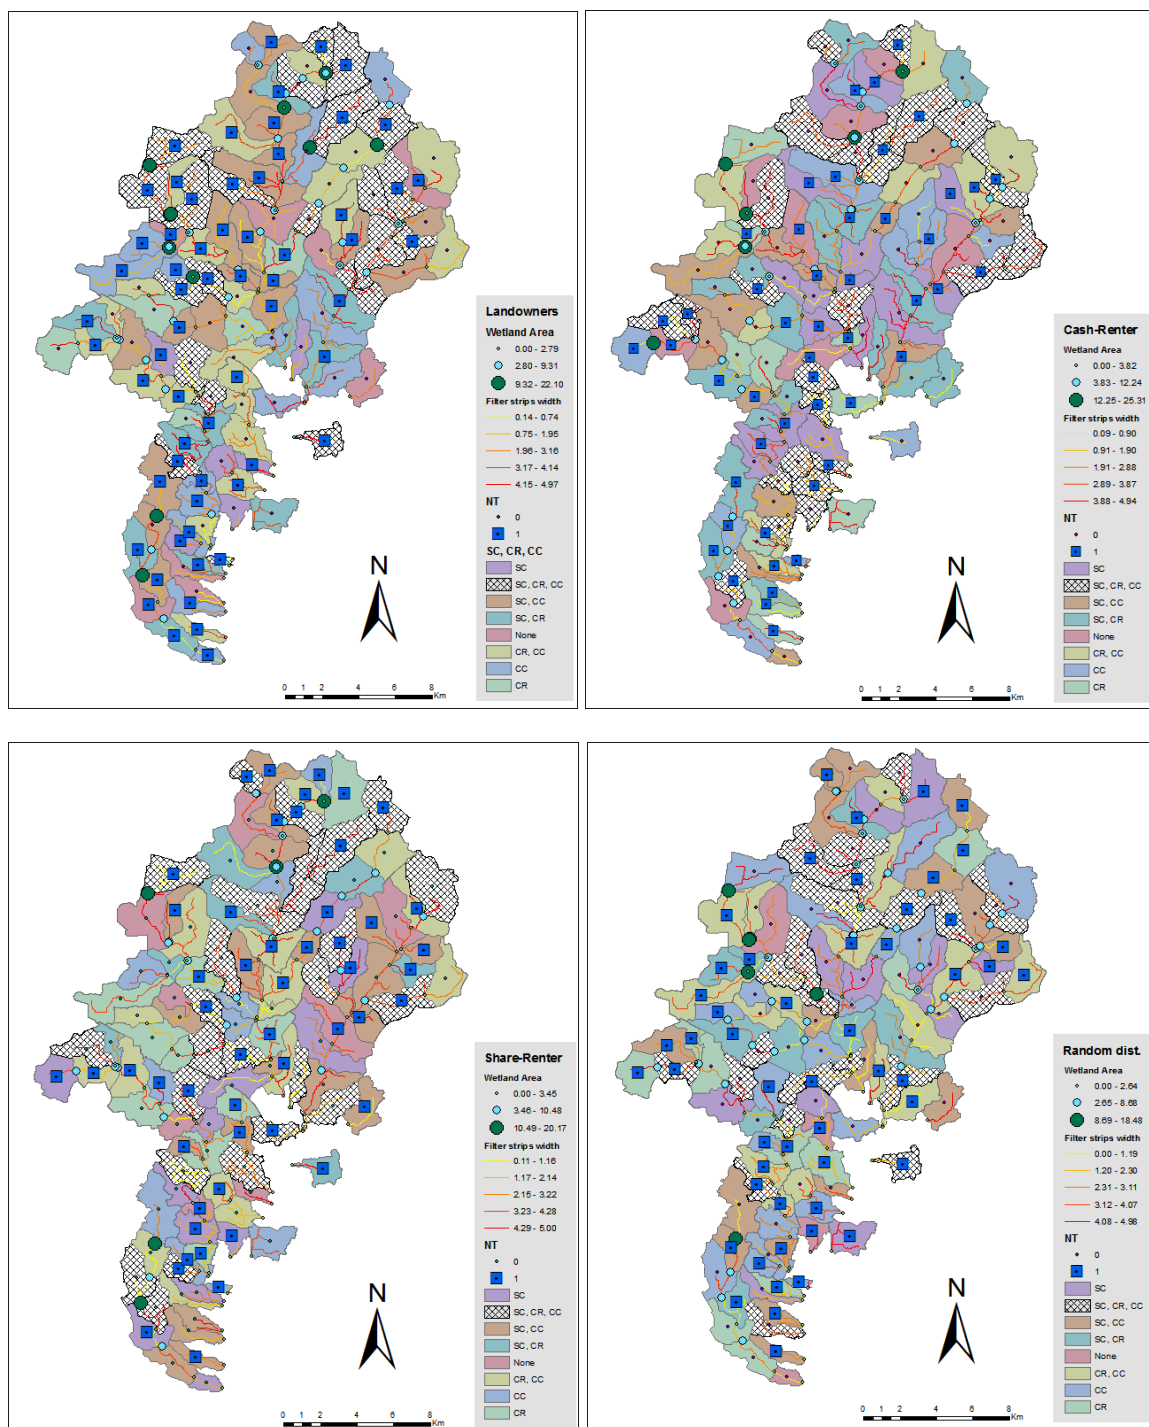 Landowners
Wetland Area
0.00 - 2.79
2.80 - 9.31
9.32 - 22.10
Filter strips width
0.14 - 0.74
0.75 - 1.95
1.96 - 3.16
3.17 - 4.14
4.15 - 4.97
NT
0
1
SC, CR, CC
SC
SC, CR, CC
SC, CC
SC, CR
None
CR, CC
CC
CR
N
0 1 2 4 6 8
Km
Cash-Renter
Wetland Area
0.00 - 3.82
3.83 - 12.24
12.25 - 25.31
Filter strips width
0.09 - 0.90
0.91 - 1.90
1.91 - 2.88
2.89 - 3.87
3.88 - 4.94
NT
0
1
SC
SC, CR, CC
SC, CC
SC, CR
None
CR, CC
CC
CR
N
0 1 2 4 6 8
Km
Share-Renter
Wetland Area
0.00 - 3.45
3.46 - 10.48
10.49 - 20.17
Filter strips width
0.11 - 1.16
1.17 - 2.14
2.15 - 3.22
3.23 - 4.28
4.29 - 5.00
NT
0
1
SC
SC, CR, CC
SC, CC
SC, CR
None
CR, CC
CC
CR
N
0 1 2 4 6 8
Km
Random dist.
Wetland Area
0.00 - 2.64
2.65 - 8.68
8.69 - 18.48
Filter strips width
0.00 - 1.19
1.20 - 2.30
2.31 - 3.11
3.12 - 4.07
4.08 - 4.98
NT
0
1
SC
SC, CR, CC
SC, CC
SC, CR
None
CR, CC
CC
CR
N
0 1 2 4 6 8
Km